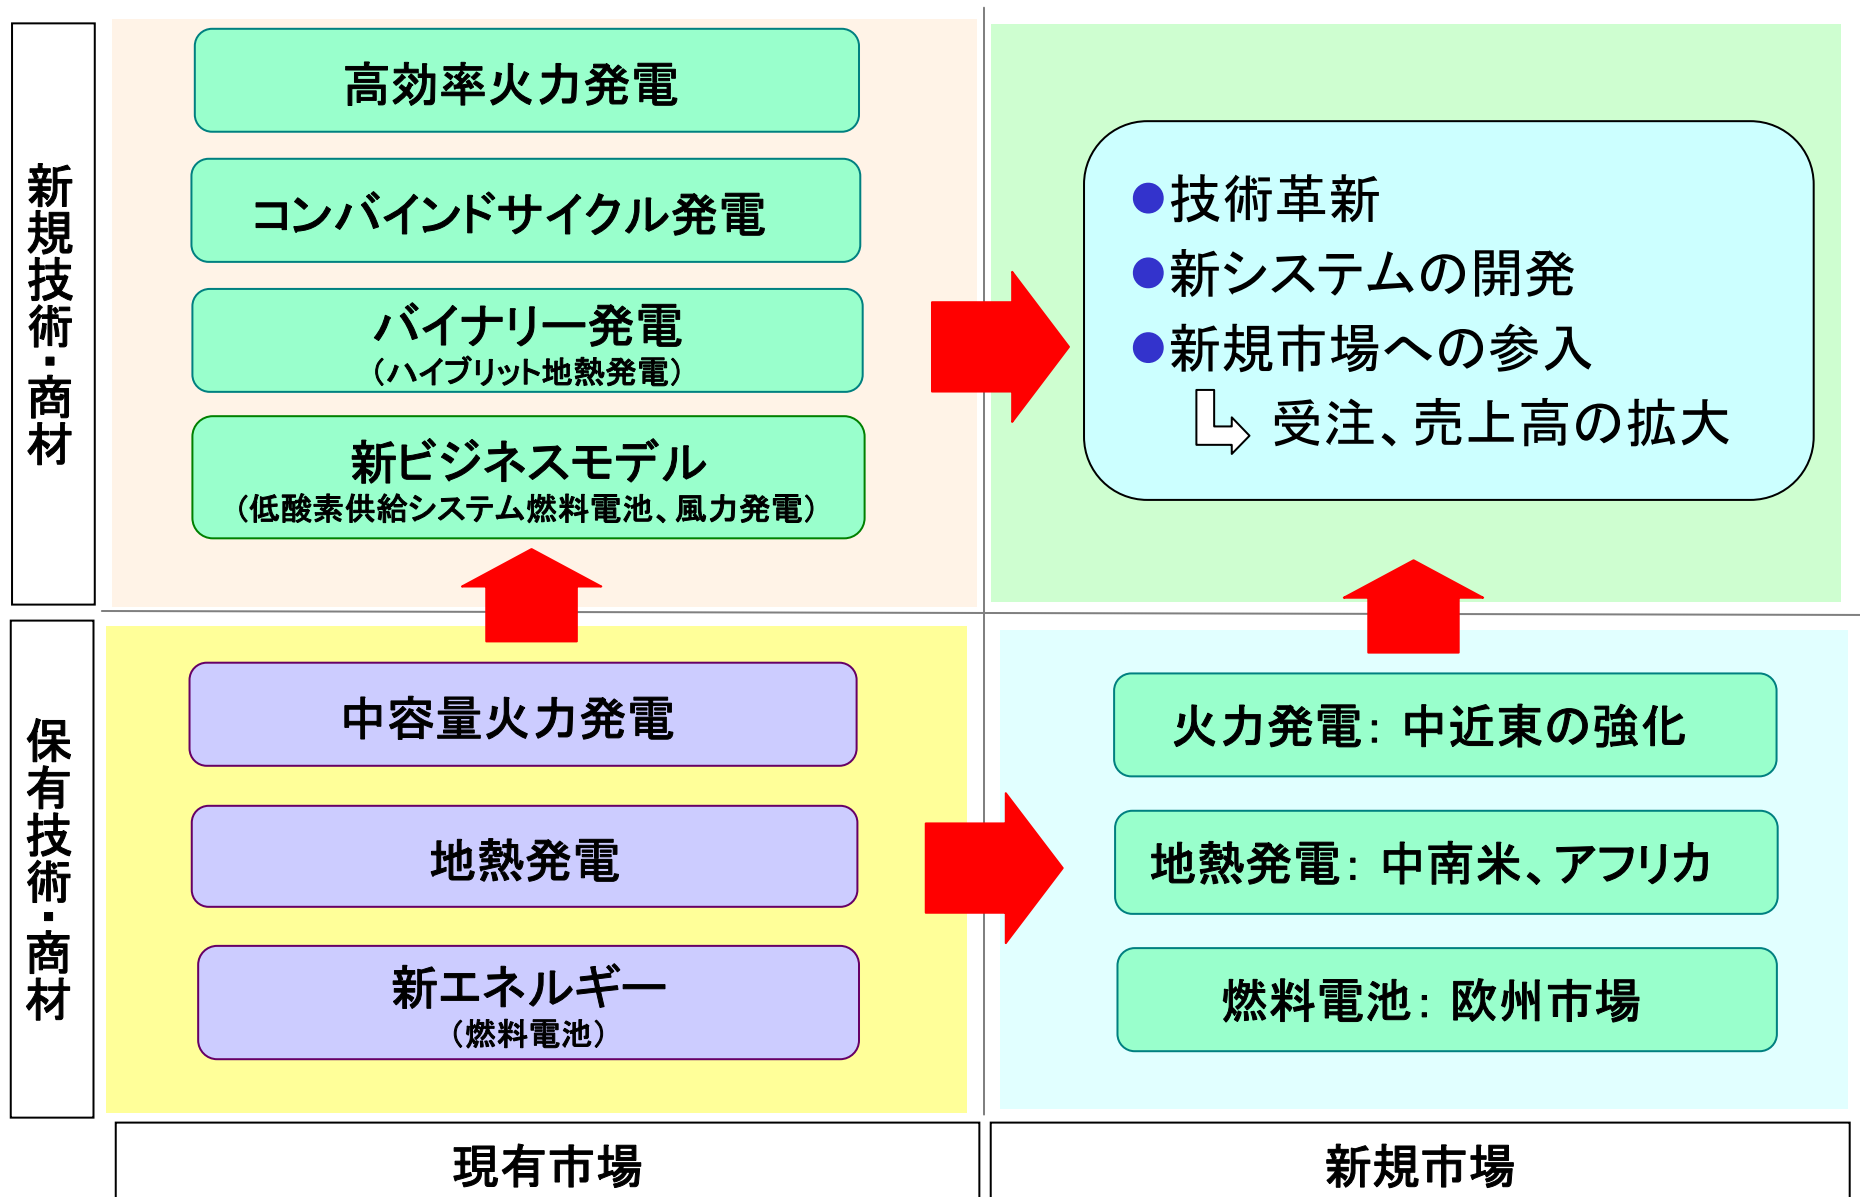 新規技術・商材
高効率火力発電
コンバインドサイクル発電
バイナリー発電
（ハイブリット地熱発電）
新ビジネスモデル
（低酸素供給システム燃料電池、風力発電）
●技術革新
●新システムの開発
●新規市場への参入
受注、売上高の拡大
保有技術・商材
中容量火力発電
地熱発電
新エネルギー
（燃料電池）
火力発電：中近東の強化
地熱発電：中南米、アフリカ
燃料電池：欧州市場
現有市場
新規市場